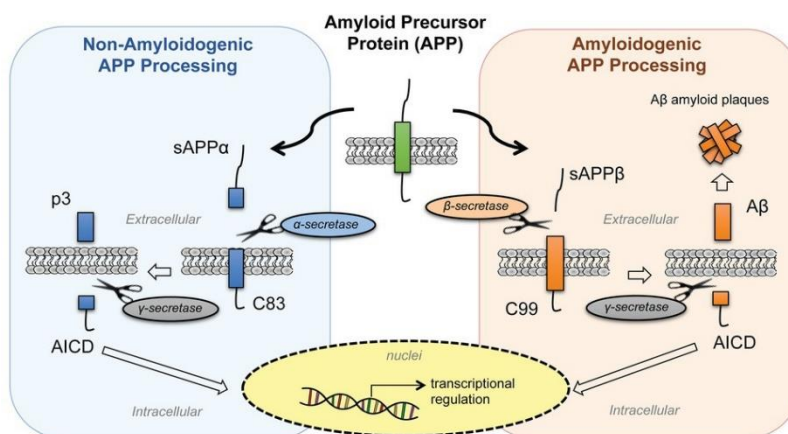 Non-Amyloidogenic
APP Processing
Amyloid Precursor
Protein (APP)
Amyloidogenic
APP Processing
Aβ amyloid plaques
sAPPα
sAPPβ
p3
Extracellular
α-secretase
β-secretase
Extracellular
Aβ
C83
γ-secretase
AICD
C99
γ-secretase
AICD
nuclei
transcriptional
regulation
Intracellular
Intracellular